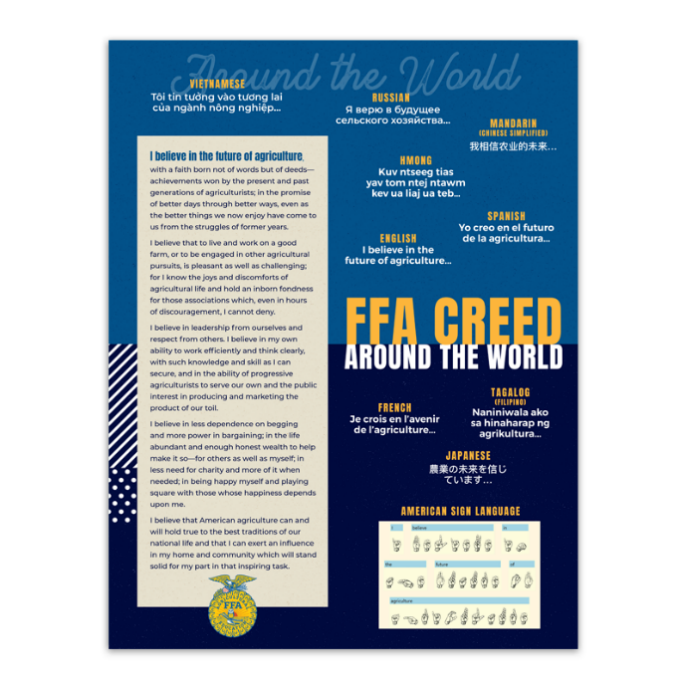 Around the World
VIETNAMESE
Tôi tin tưởng vào tương lai
của ngành nông nghiệp...
RUSSIAN
Я верю в будущее
сельского хозяйства...
MANDARIN
(CHINESE SIMPLIFIED)
我相信农业的未来...
HMONG
Kuv ntseeg tias
yav tom ntej ntawm
kev ua liaj ua teb...
SPANISH
Yo creo en el futuro
de la agricultura...
ENGLISH
I believe in the
future of agriculture...
I believe in the future of agriculture,
with a faith born not of words but of deeds—
achievements won by the present and past
generations of agriculturists; in the promise
of better days through better ways, even as
the better things we now enjoy have come to
us from the struggles of former years.
I believe that to live and work on a good
farm, or to be engaged in other agricultural
pursuits, is pleasant as well as challenging;
for I know the joys and discomforts of
agricultural life and hold an inborn fondness
for those associations which, even in hours
of discouragement, I cannot deny.
I believe in leadership from ourselves and
respect from others. I believe in my own
ability to work efficiently and think clearly,
with such knowledge and skill as I can
secure, and in the ability of progressive
agriculturists to serve our own and the public
interest in producing and marketing the
product of our toil.
I believe in less dependence on begging
and more power in bargaining; in the life
abundant and enough honest wealth to help
make it so—for others as well as myself; in
less need for charity and more of it when
needed; in being happy myself and playing
square with those whose happiness depends
upon me.
I believe that American agriculture can and
will hold true to the best traditions of our
national life and that I can exert an influence
in my home and community which will stand
solid for my part in that inspiring task.
FFA
FFA CREED
AROUND THE WORLD
FRENCH
Je crois en l'avenir
de l'agriculture...
TAGALOG
(FILIPINO)
Naniniwala ako
sa hinaharap ng
agrikultura...
JAPANESE
農業の未来を信じ
ています...
AMERICAN SIGN LANGUAGE
I believe in
the future of
agriculture